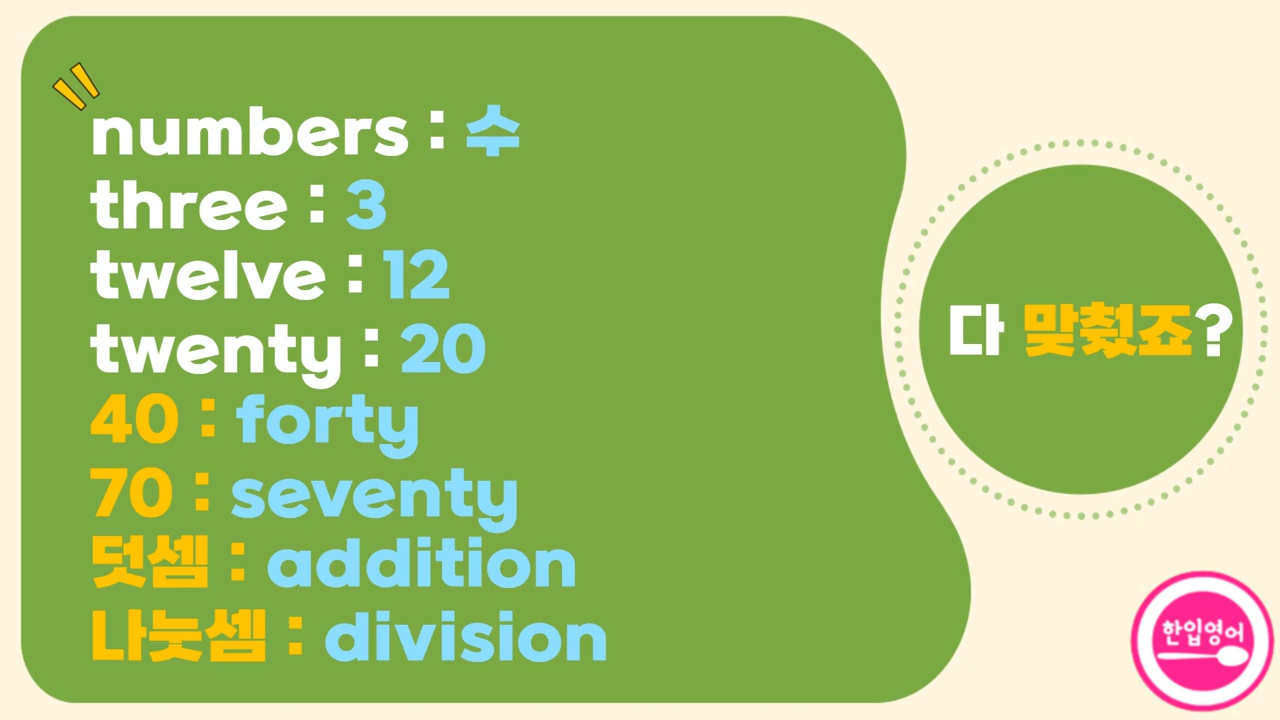 numbers : 수
three : 3
twelve : 12
twenty : 20
40 : forty
70 : seventy
덧셈 : addition
나눗셈 : division
다 맞췄죠?
한입영어